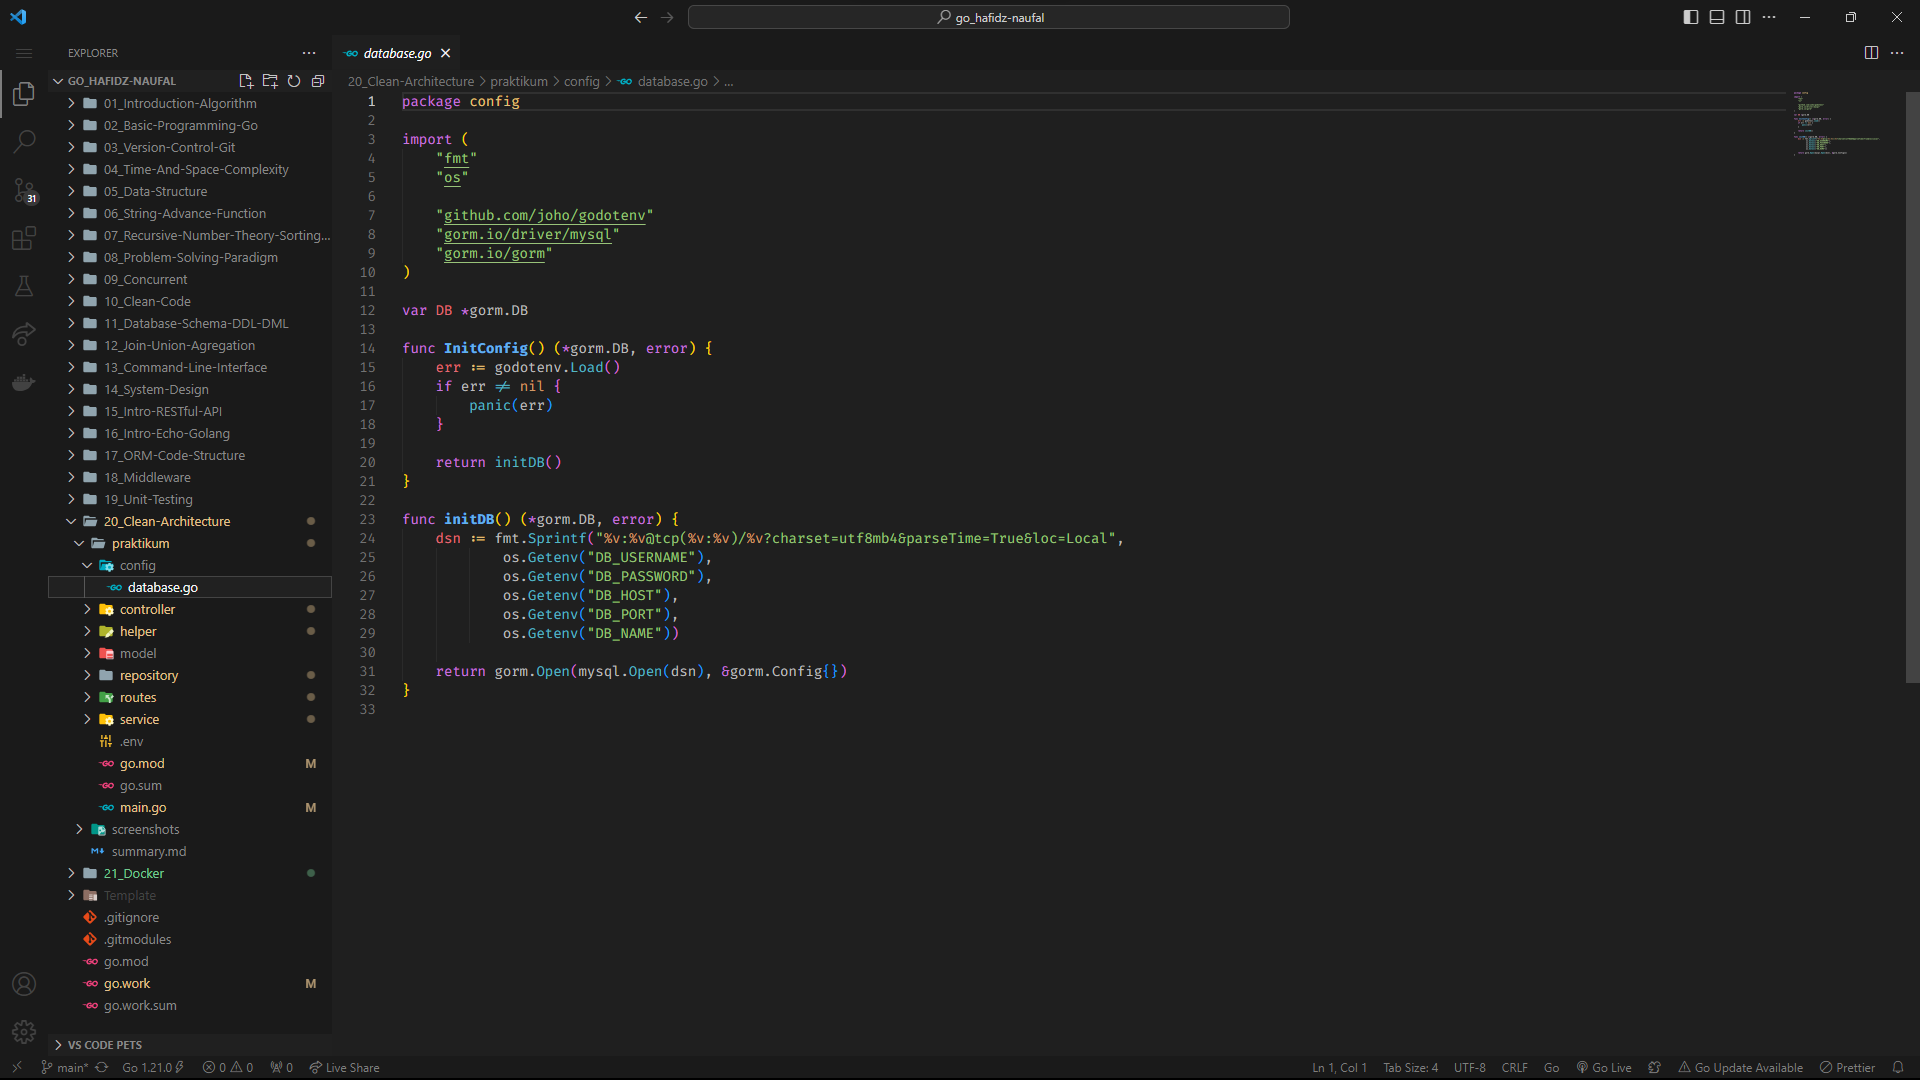 go_hafidz-naufal
EXPLORER
GO_HAFIDZ-NAUFAL
01_Introduction-Algorithm
02_Basic-Programming-Go
03_Version-Control-Git
04_Time-And-Space-Complexity
05_Data-Structure
06_String-Advance-Function
07_Recursive-Number-Theory-Sorting...
08_Problem-Solving-Paradigm
09_Concurrent
10_Clean-Code
11_Database-Schema-DDL-DML
12_Join-Union-Agregation
13_Command-Line-Interface
14_System-Design
15_Intro-RESTful-API
16_Intro-Echo-Golang
17_ORM-Code-Structure
18_Middleware
19_Unit-Testing
20_Clean-Architecture
praktikum
config
database.go
controller
helper
model
repository
routes
service
.env
go.mod M
go.sum
main.go M
screenshots
summary.md
21_Docker
Template
.gitignore
.gitmodules
go.mod
go.work M
go.work.sum
VS CODE PETS
31
database.go
20_Clean-Architecture > praktikum > config > database.go > ...
1 package config
2
3 import (
4 "fmt"
5 "os"
6
7 "github.com/joho/godotenv"
8 "gorm.io/driver/mysql"
9 "gorm.io/gorm"
10 )
11
12 var DB *gorm.DB
13
14 func InitConfig() (*gorm.DB, error) {
15 err := godotenv.Load()
16 if err != nil {
17 panic(err)
18 }
19
20 return initDB()
21 }
22
23 func initDB() (*gorm.DB, error) {
24 dsn := fmt.Sprintf("%v:%v@tcp(%v:%v)/%v?charset=utf8mb4&parseTime=True&loc=Local",
25 os.Getenv("DB_USERNAME"),
26 os.Getenv("DB_PASSWORD"),
27 os.Getenv("DB_HOST"),
28 os.Getenv("DB_PORT"),
29 os.Getenv("DB_NAME"))
30
31 return gorm.Open(mysql.Open(dsn), &gorm.Config{})
32 }
33
main* Go 1.21.0 0 0 0 Live Share Ln 1, Col 1 Tab Size: 4 UTF-8 CRLF Go Go Live Go Update Available Prettier